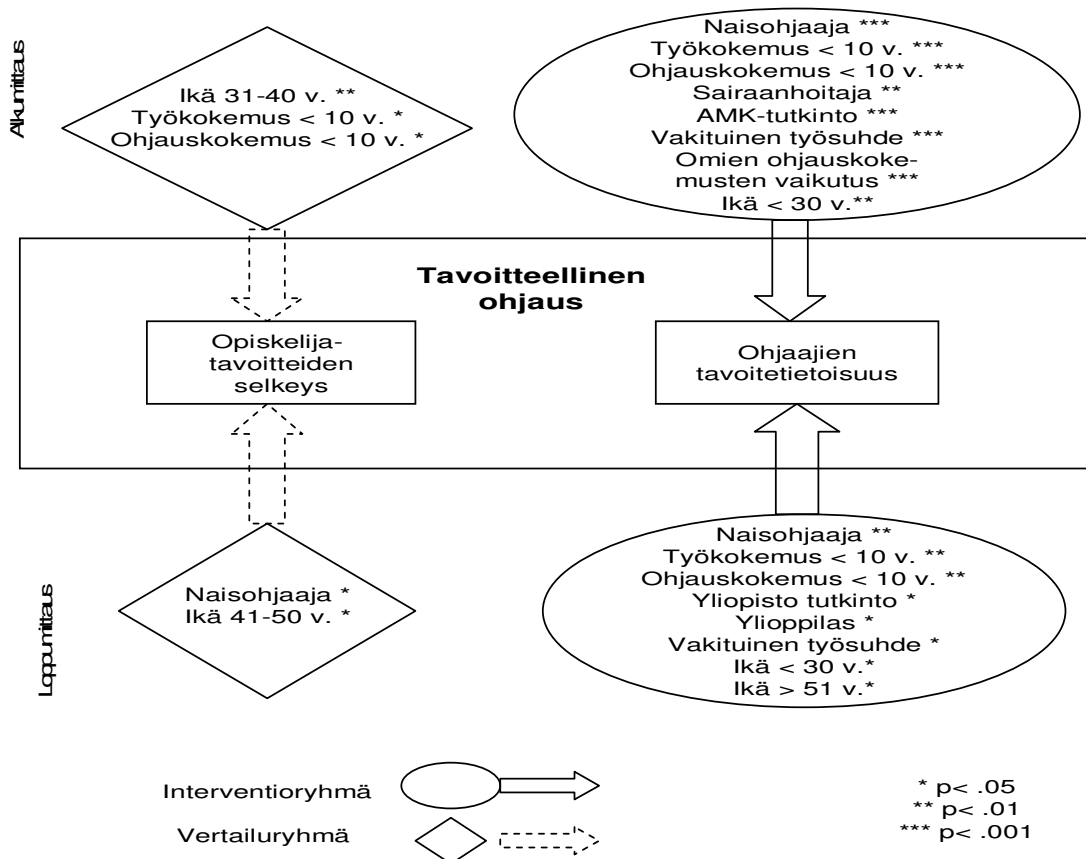 Alkumittaus
Ikä 31-40 v. **
Työkokemus < 10 v. *
Ohjauskokemus < 10 v. *
Naisohjaaja ***
Työkokemus < 10 v. ***
Ohjauskokemus < 10 v. ***
Sairaanhoitaja **
AMK-tutkinto ***
Vakituinen työsuhde ***
Omien ohjauskoke-
musten vaikutus ***
Ikä < 30 v.**
Tavoitteellinen
ohjaus
Opiskelija-
tavoitteiden
selkeys
Ohjaajien
tavoitetietoisuus
Loppumittaus
Naisohjaaja *
Ikä 41-50 v. *
Naisohjaaja **
Työkokemus < 10 v. **
Ohjauskokemus < 10 v. **
Yliopisto tutkinto *
Ylioppilas *
Vakituinen työsuhde *
Ikä < 30 v.*
Ikä > 51 v.*
Interventioryhmä
Vertailuryhmä
* p< .05
** p< .01
*** p< .001